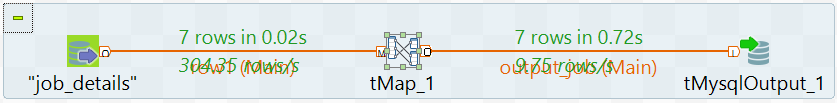 7 rows in 0.02s
7 rows in 0.72s
304.35 rows/s
row1 (Main)
9.75 rows/s
output_job (Main)
"job_details"
tMap_1
tMysqlOutput_1